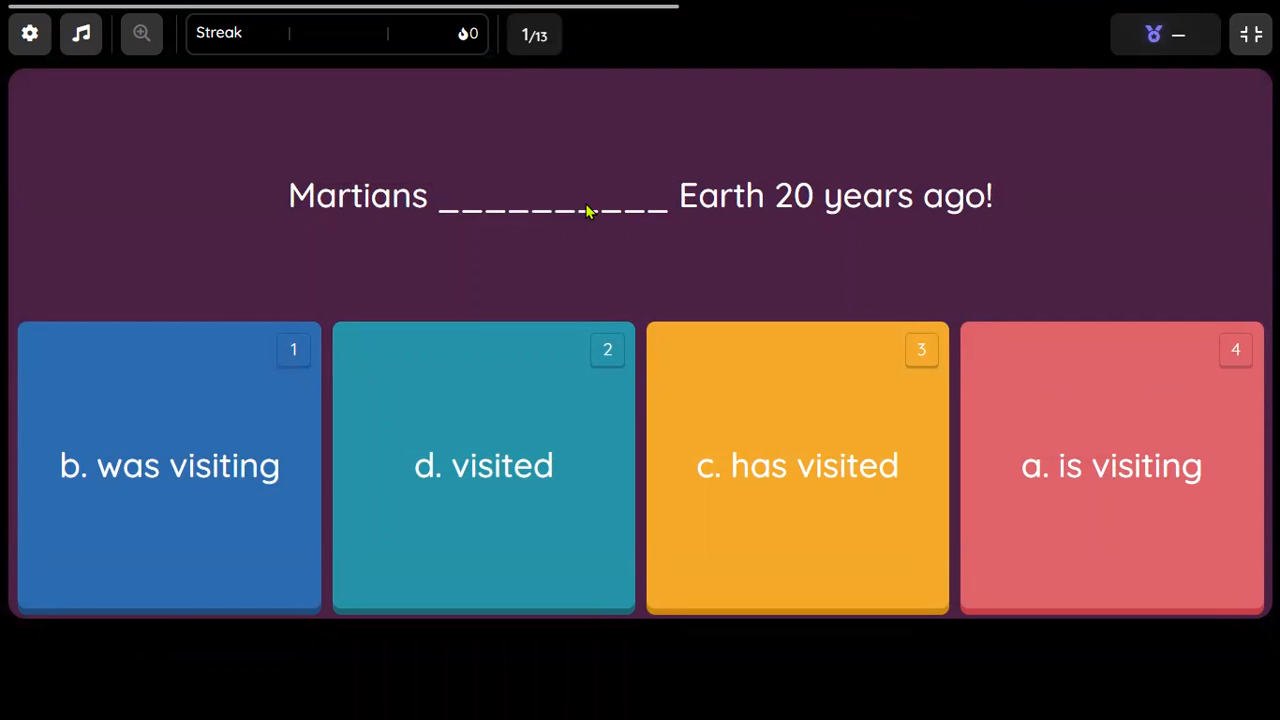 Streak 0 1/13 –
Martians __________ Earth 20 years ago!
1 2 3 4
b. was visiting d. visited c. has visited a. is visiting